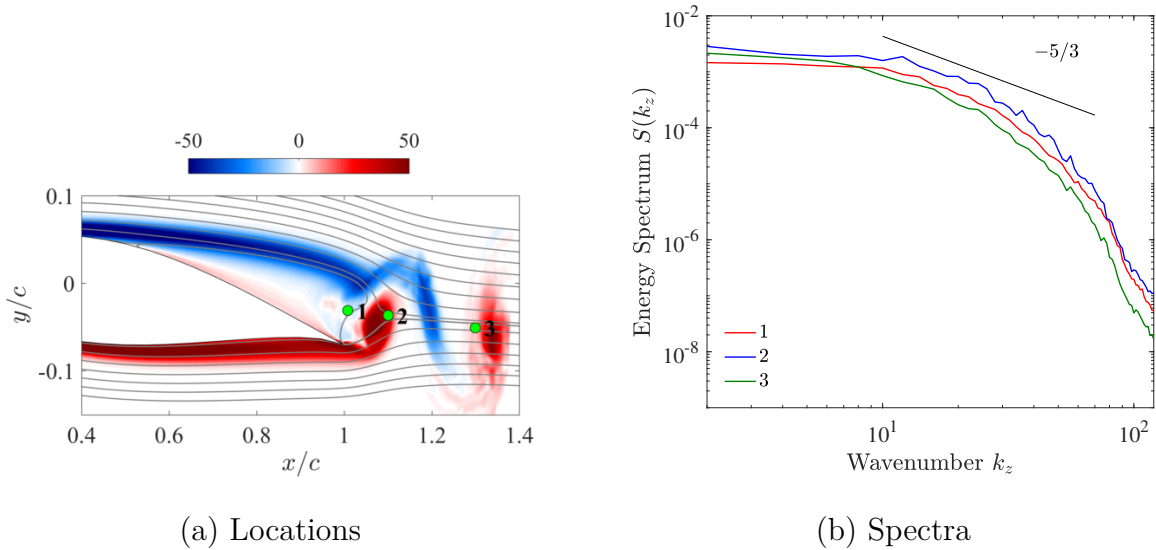 -50 0 50
0.1
0
-0.1
y/c
1
2
3
0.4 0.6 0.8 1 1.2 1.4
x/c
(a) Locations
10^-2
10^-4
10^-6
10^-8
Energy Spectrum S(k_z)
−5/3
1
2
3
10^1 10^2
Wavenumber k_z
(b) Spectra